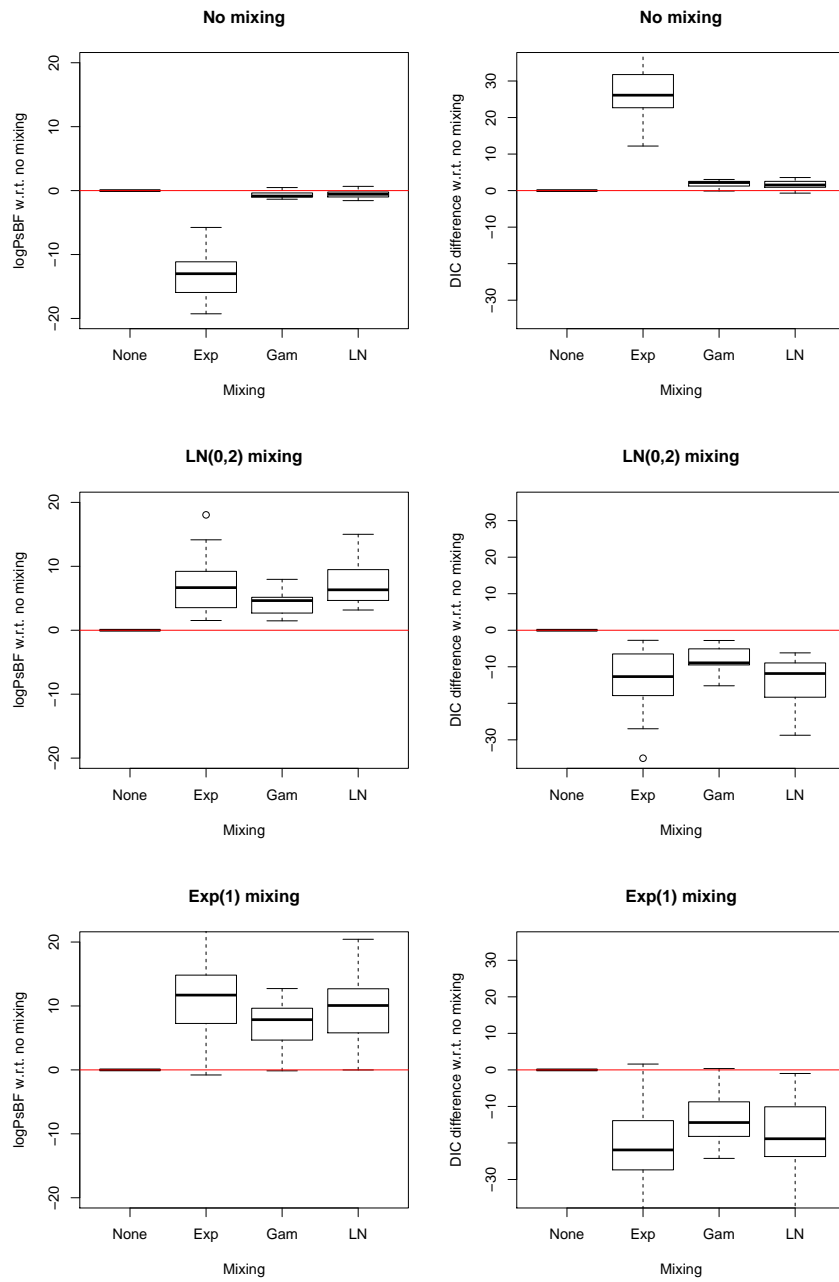 No mixing
logPsBF w.r.t. no mixing
20
10
0
−10
−20
None Exp Gam LN
Mixing
No mixing
DIC difference w.r.t. no mixing
30
20
10
0
−10
−30
None Exp Gam LN
Mixing
LN(0,2) mixing
logPsBF w.r.t. no mixing
20
10
0
−10
−20
None Exp Gam LN
Mixing
LN(0,2) mixing
DIC difference w.r.t. no mixing
30
20
10
0
−10
−30
None Exp Gam LN
Mixing
Exp(1) mixing
logPsBF w.r.t. no mixing
20
10
0
−10
−20
None Exp Gam LN
Mixing
Exp(1) mixing
DIC difference w.r.t. no mixing
30
20
10
0
−10
−30
None Exp Gam LN
Mixing